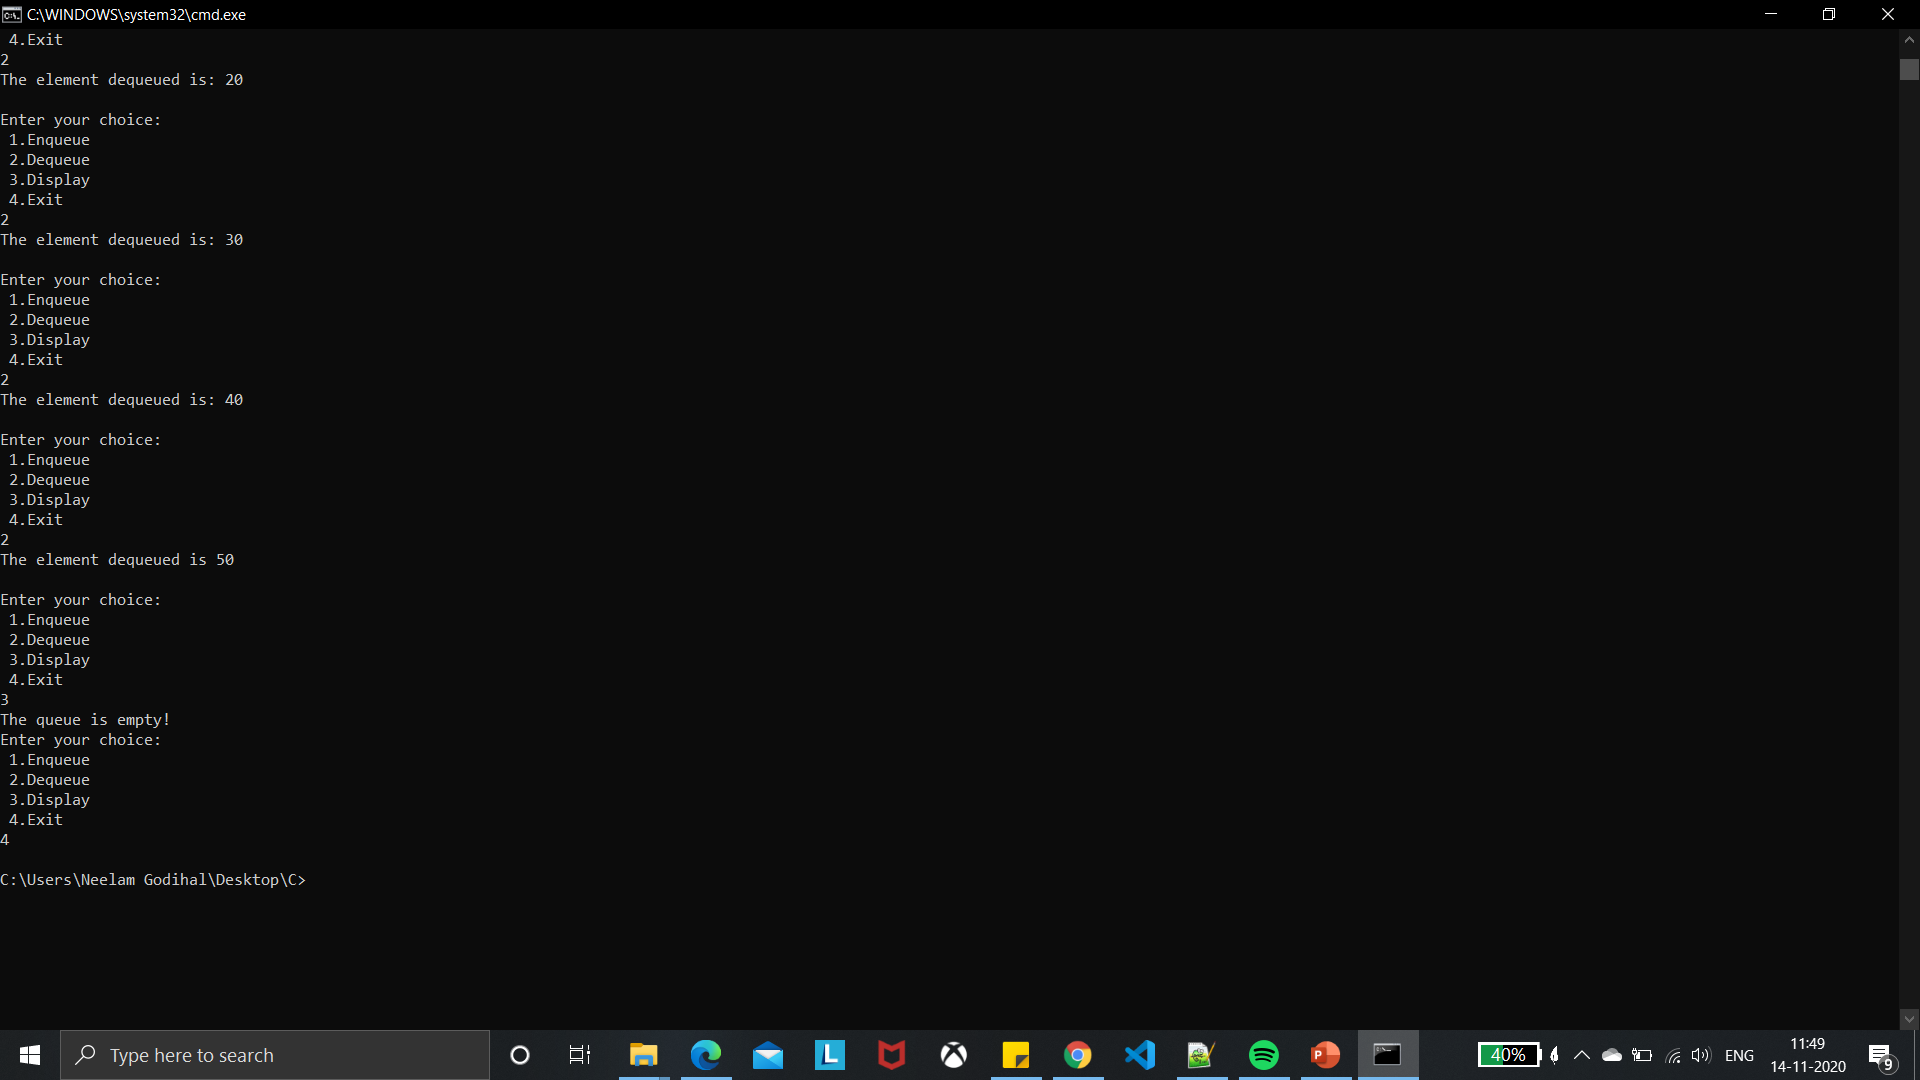 C:\WINDOWS\system32\cmd.exe
4.Exit
2
The element dequeued is: 20
Enter your choice:
1.Enqueue
2.Dequeue
3.Display
4.Exit
2
The element dequeued is: 30
Enter your choice:
1.Enqueue
2.Dequeue
3.Display
4.Exit
2
The element dequeued is: 40
Enter your choice:
1.Enqueue
2.Dequeue
3.Display
4.Exit
2
The element dequeued is 50
Enter your choice:
1.Enqueue
2.Dequeue
3.Display
4.Exit
3
The queue is empty!
Enter your choice:
1.Enqueue
2.Dequeue
3.Display
4.Exit
4
C:\Users\Neelam Godihal\Desktop\C>
Type here to search
L
P
40%
ENG
11:49
14-11-2020
9